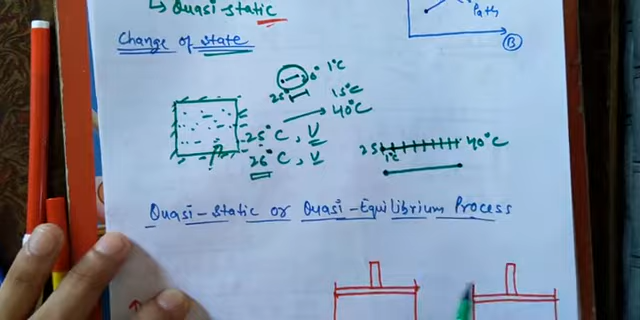 ↳ Quasi-static
Path
B
Change of state
1°C
25
15°C
40°C
25°C, V
26°C, V
25
1°C
40°C
Quasi-static or Quasi-Equilibrium Process